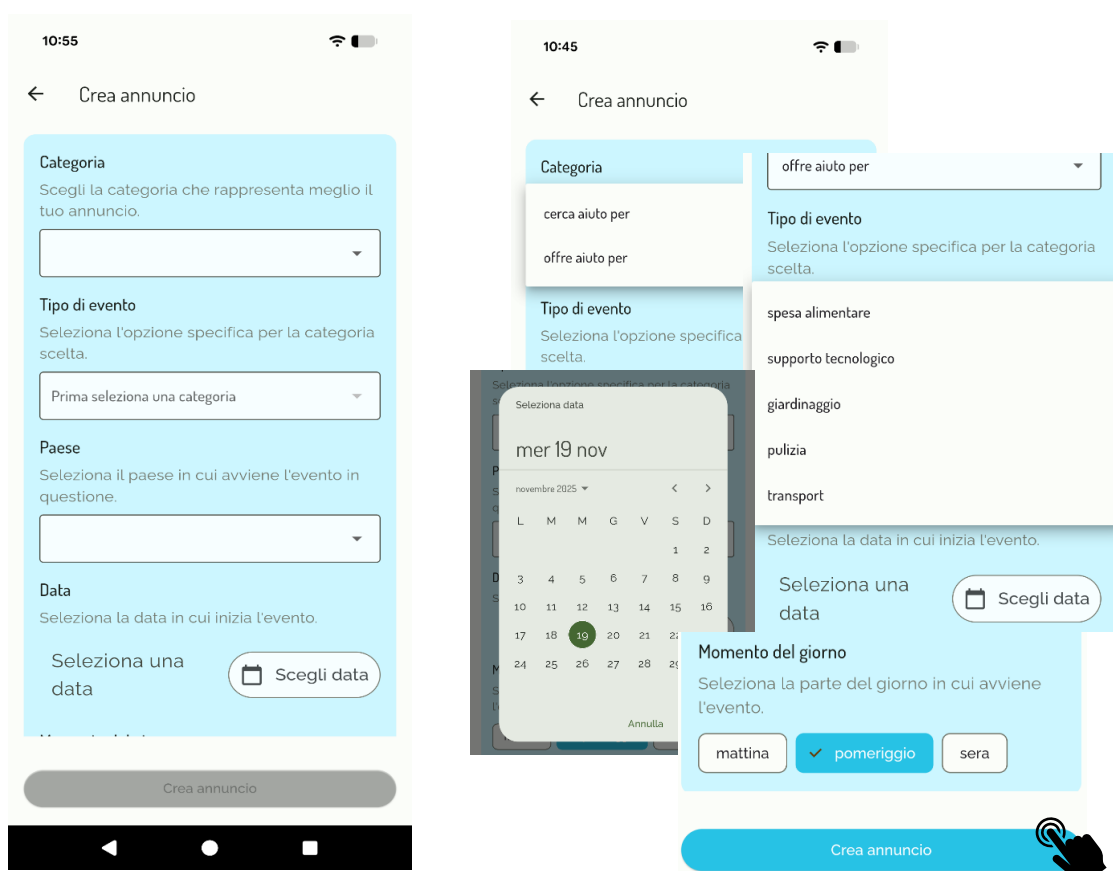 10:55
Crea annuncio
Categoria
Scegli la categoria che rappresenta meglio il
tuo annuncio.
Tipo di evento
Seleziona l'opzione specifica per la categoria
scelta.
Prima seleziona una categoria
Paese
Seleziona il paese in cui avviene l'evento in
questione.
Data
Seleziona la data in cui inizia l'evento.
Seleziona una
data
Scegli data
Crea annuncio
10:45
Crea annuncio
Categoria
cerca aiuto per
offre aiuto per
Tipo di evento
Seleziona l'opzione specifica
scelta.
offre aiuto per
Tipo di evento
Seleziona l'opzione specifica per la categoria
scelta.
spesa alimentare
supporto tecnologico
giardinaggio
pulizia
transport
Seleziona la data in cui inizia l'evento.
Seleziona una
data
Scegli data
Seleziona l'opzione specifica per la categoria
Seleziona data
mer 19 nov
novembre 2025
L M M G V S D
1 2
3 4 5 6 7 8 9
10 11 12 13 14 15 16
17 18 19 20 21 22
24 25 26 27 28 29
Annulla
Momento del giorno
Seleziona la parte del giorno in cui avviene
l'evento.
mattina pomeriggio sera
Crea annuncio